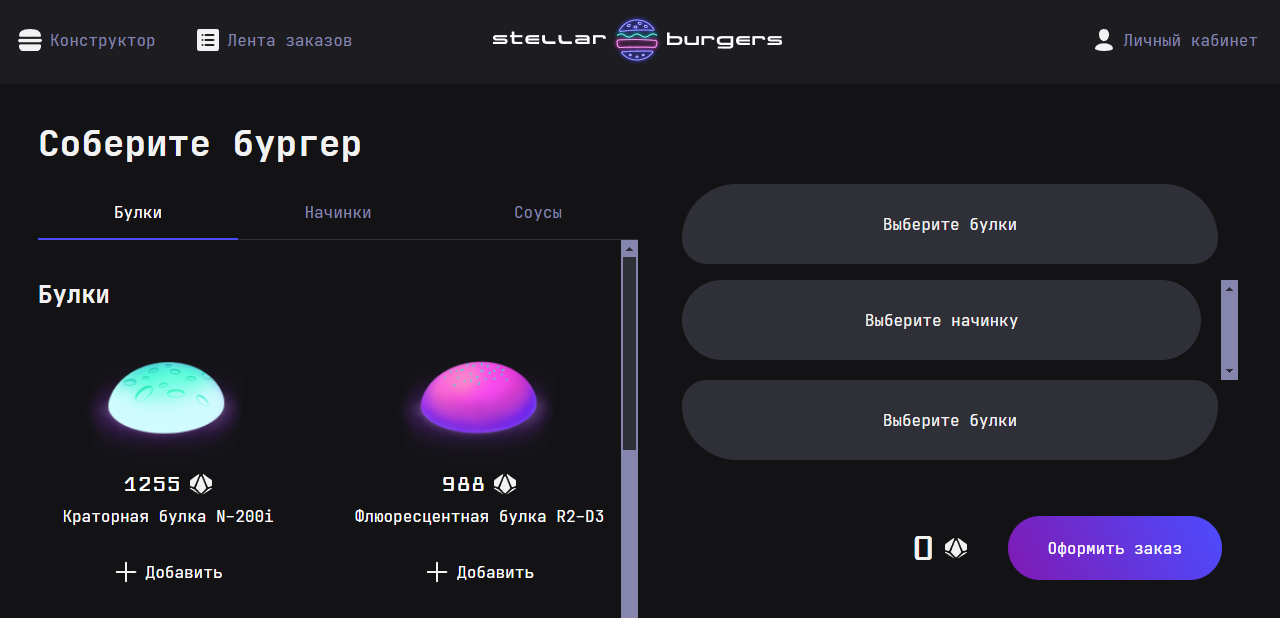 Конструктор
Лента заказов
stellar burgers
Личный кабинет
Соберите бургер
Булки
Начинки
Соусы
Булки
1255
988
Краторная булка N-200i
Флюоресцентная булка R2-D3
Добавить
Добавить
Выберите булки
Выберите начинку
Выберите булки
0
Оформить заказ